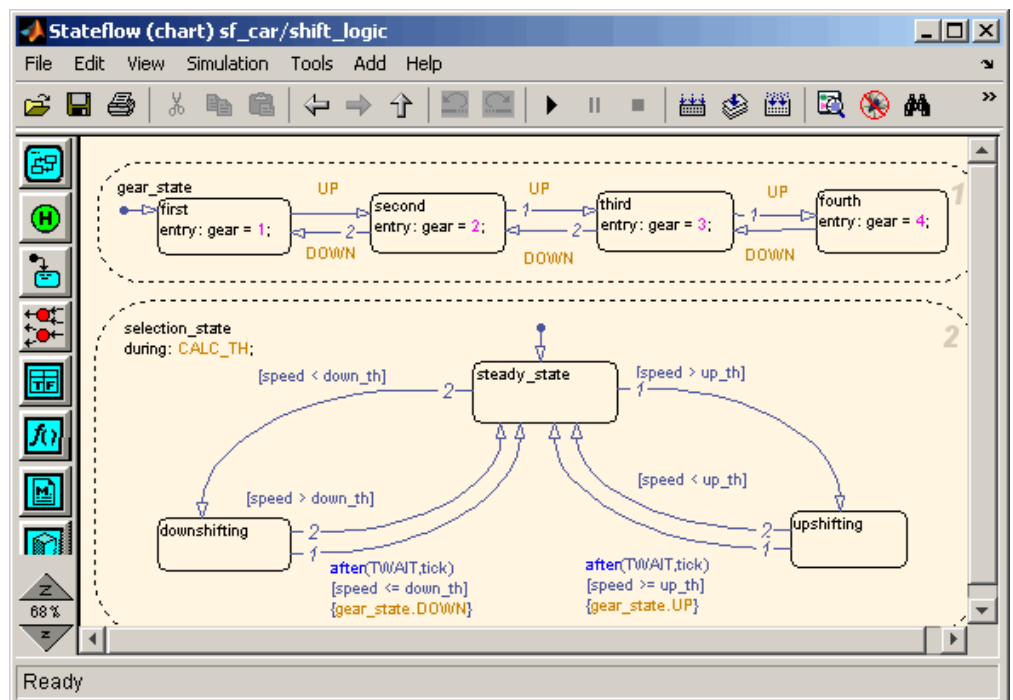 Stateflow (chart) sf_car/shift_logic
File Edit View Simulation Tools Add Help
H
gear_state
UP
UP
UP
1
first
entry: gear = 1;
second
entry: gear = 2;
third
entry: gear = 3;
fourth
entry: gear = 4;
1
1
1
2
2
2
DOWN
DOWN
DOWN
selection_state
during: CALC_TH;
2
steady_state
[speed < down_th]
2
[speed > up_th]
1
[speed > down_th]
[speed < up_th]
downshifting
2
1
upshifting
2
1
after(TWAIT,tick)
[speed <= down_th]
{gear_state.DOWN}
after(TWAIT,tick)
[speed >= up_th]
{gear_state.UP}
TF
f()
M
Z
68%
Z
Ready